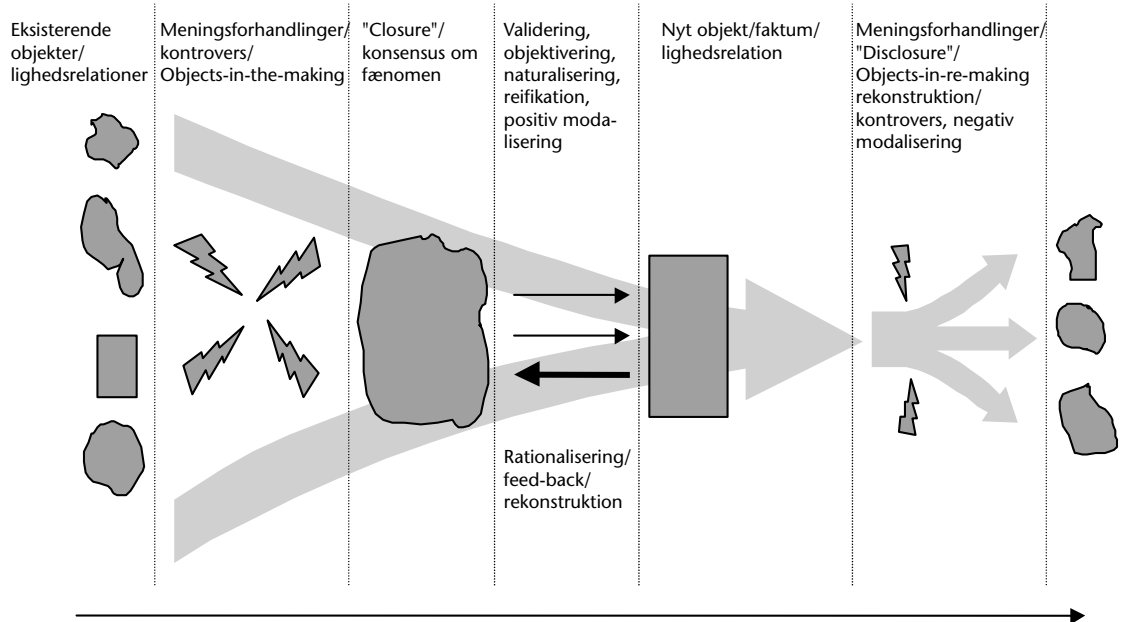 Eksisterende
objekter/
lighedsrelationer
Meningsforhandlinger/
kontrovers/
Objects-in-the-making
"Closure"/
konsensus om
fænomen
Validering,
objektivering,
naturalisering,
reifikation,
positiv moda-
lisering
Nyt objekt/faktum/
lighedsrelation
Meningsforhandlinger/
"Disclosure"/
Objects-in-re-making
rekonstruktion/
kontrovers, negativ
modalisering
Rationalisering/
feed-back/
rekonstruktion